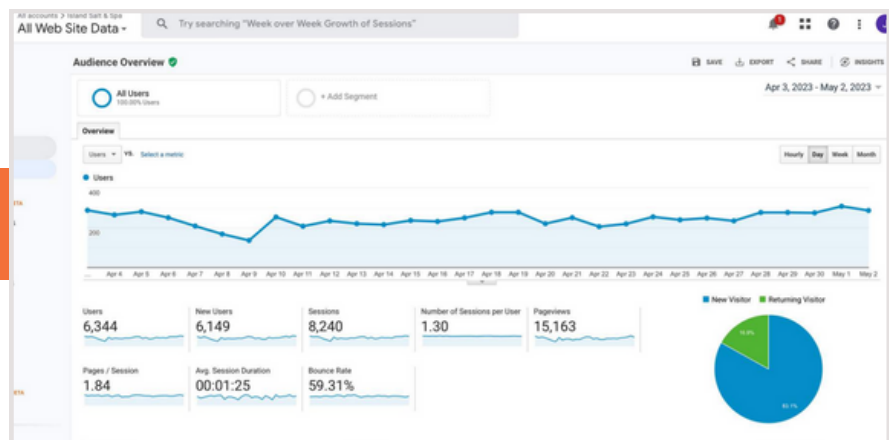 All accounts > Island Salt & Spa
All Web Site Data
Try searching "Week over Week Growth of Sessions"
Audience Overview
SAVE EXPORT SHARE INSIGHTS
All Users
100.00% Users
+ Add Segment
Apr 3, 2023 - May 2, 2023
Overview
Users VS. Select a metric
Hourly Day Week Month
Users
400
200
... Apr 4 Apr 5 Apr 6 Apr 7 Apr 8 Apr 9 Apr 10 Apr 11 Apr 12 Apr 13 Apr 14 Apr 15 Apr 16 Apr 17 Apr 18 Apr 19 Apr 20 Apr 21 Apr 22 Apr 23 Apr 24 Apr 25 Apr 26 Apr 27 Apr 28 Apr 29 Apr 30 May 1 May 2
New Visitor Returning Visitor
Users New Users Sessions Number of Sessions per User Pageviews
6,344 6,149 8,240 1.30 15,163
Pages / Session Avg. Session Duration Bounce Rate
1.84 00:01:25 59.31%